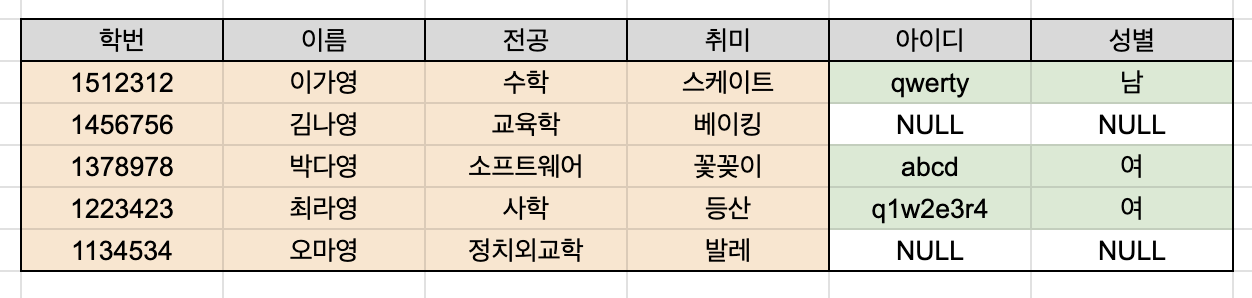 학번 이름 전공 취미 아이디 성별
1512312 이가영 수학 스케이트 qwerty 남
1456756 김나영 교육학 베이킹 NULL NULL
1378978 박다영 소프트웨어 꽃꽂이 abcd 여
1223423 최라영 사학 등산 q1w2e3r4 여
1134534 오마영 정치외교학 발레 NULL NULL